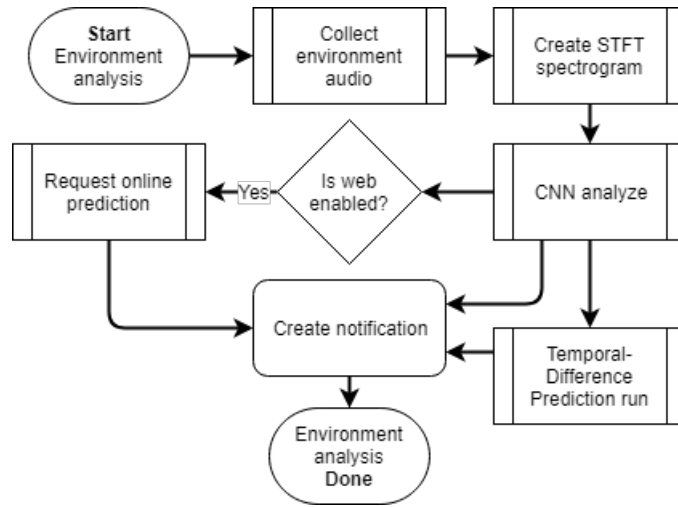 Start
Environment
analysis
Collect
environment
audio
Create STFT
spectrogram
Request online
prediction
Yes
Is web
enabled?
CNN analyze
Create notification
Temporal-
Difference
Prediction run
Environment
analysis
Done